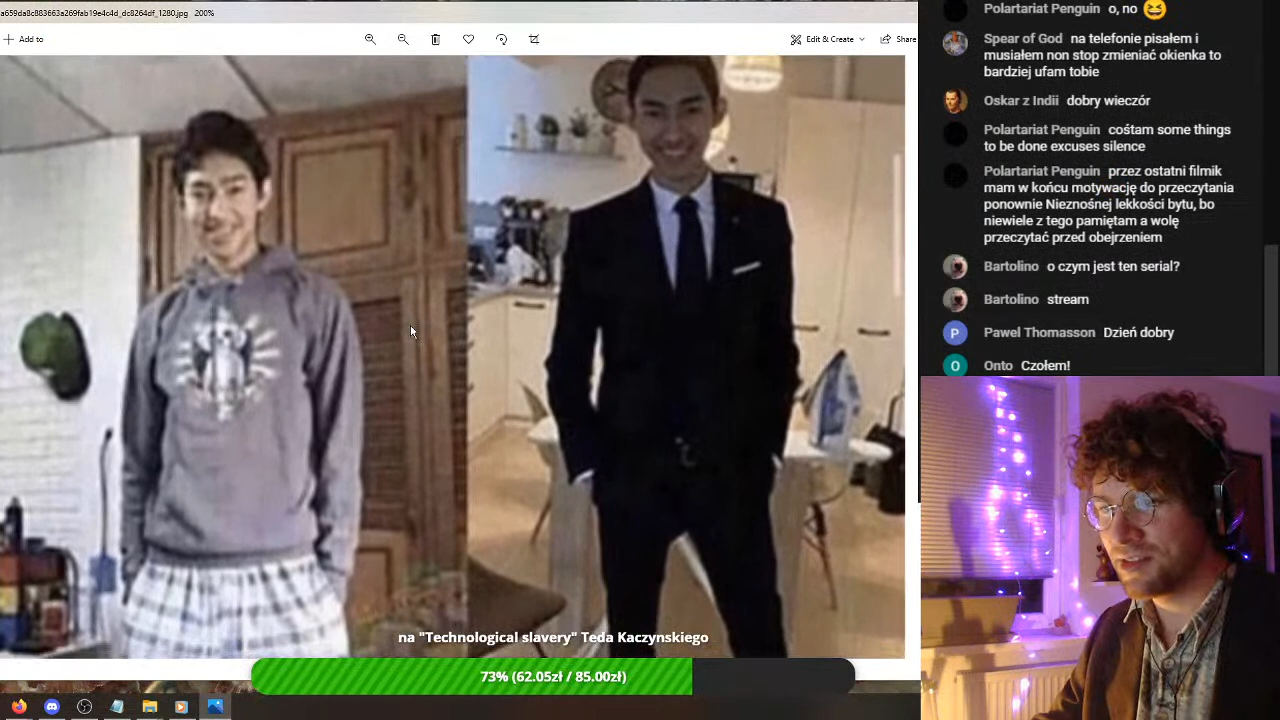 a659da8c883663a269fab19e4c4d_dc8264df_1280.jpg 200%
Add to
Edit & Create
Share
na "Technological slavery" Teda Kaczynskiego
73% (62.05zł / 85.00zł)
Polartariat Penguin o, no 😆
Spear of God na telefonie pisałem i
musiałem non stop zmieniać okienka to
bardziej ufam tobie
Oskar z Indii dobry wieczór
Polartariat Penguin cośtam some things
to be done excuses silence
Polartariat Penguin przez ostatni filmik
mam w końcu motywację do przeczytania
ponownie Nieznośnej lekkości bytu, bo
niewiele z tego pamiętam a wolę
przeczytać przed obejrzeniem
Bartolino o czym jest ten serial?
Bartolino stream
P Pawel Thomasson Dzień dobry
O Onto Czołem!